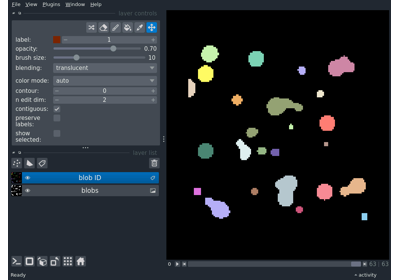 File View Plugins Window Help
layer controls
label: 1
opacity: 0.70
brush size: 10
blending: translucent
color mode: auto
contour: 0
n edit dim: 2
contiguous:
preserve
labels:
show
selected:
layer list
blob ID
blobs
0
63 63
Ready
activity